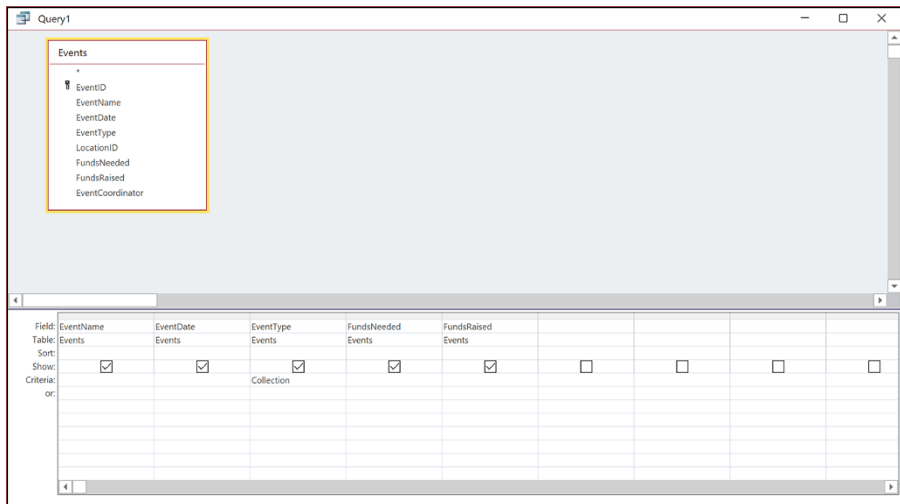 Query1
Events
*
EventID
EventName
EventDate
EventType
LocationID
FundsNeeded
FundsRaised
EventCoordinator
Field: EventName EventDate EventType FundsNeeded FundsRaised
Table: Events Events Events Events Events
Sort:
Show:
Criteria: Collection
or: